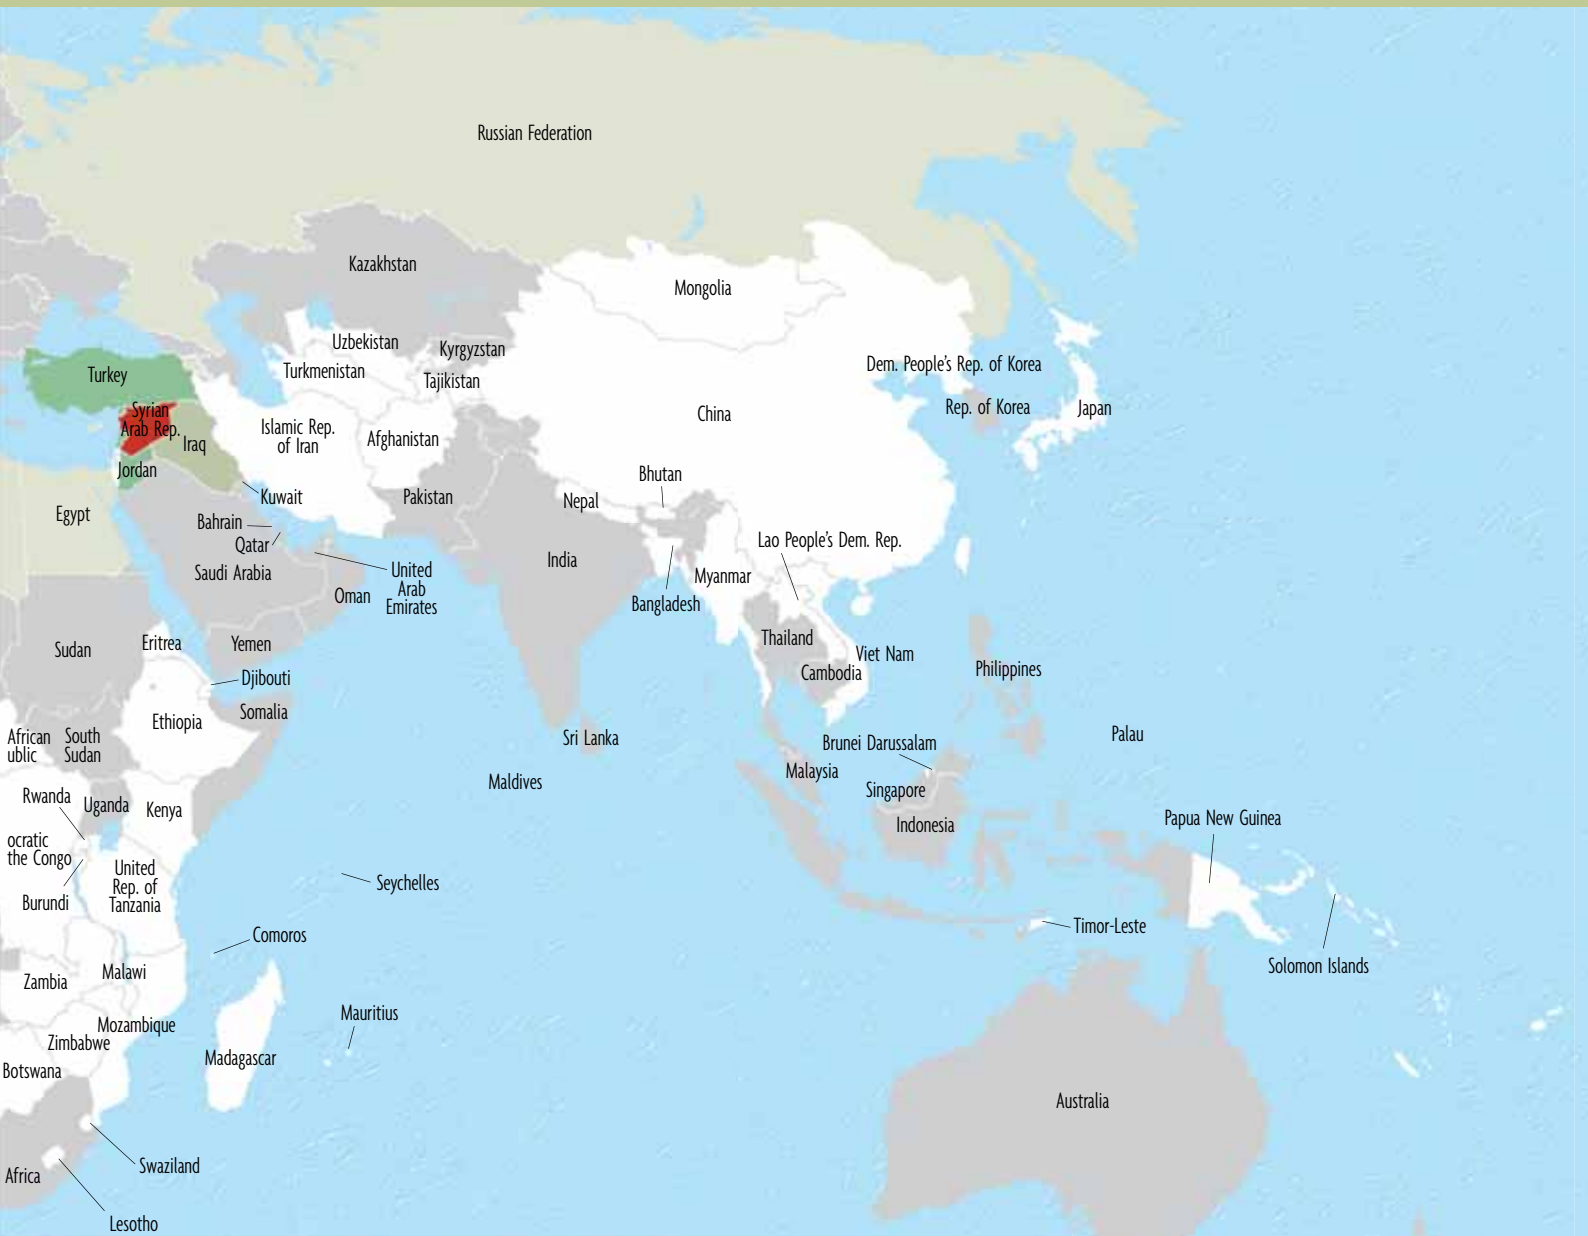 Russian Federation
Kazakhstan
Mongolia
Uzbekistan
Kyrgyzstan
Turkmenistan
Tajikistan
Dem. People's Rep. of Korea
Turkey
Rep. of Korea
Japan
China
Syrian
Arab Rep.
Iraq
Islamic Rep.
of Iran
Afghanistan
Jordan
Bhutan
Kuwait
Pakistan
Nepal
Egypt
Bahrain
Qatar
Lao People's Dem. Rep.
Saudi Arabia
India
United
Arab
Emirates
Oman
Myanmar
Bangladesh
Sudan
Eritrea
Yemen
Thailand
Viet Nam
Cambodia
Philippines
Djibouti
Somalia
Ethiopia
African
ublic
South
Sudan
Sri Lanka
Brunei Darussalam
Palau
Maldives
Malaysia
Singapore
Rwanda
Uganda
Kenya
Indonesia
Papua New Guinea
ocratic
the Congo
United
Rep. of
Tanzania
Burundi
Seychelles
Timor-Leste
Comoros
Solomon Islands
Zambia
Malawi
Mauritius
Mozambique
Zimbabwe
Madagascar
Botswana
Australia
Swaziland
Africa
Lesotho